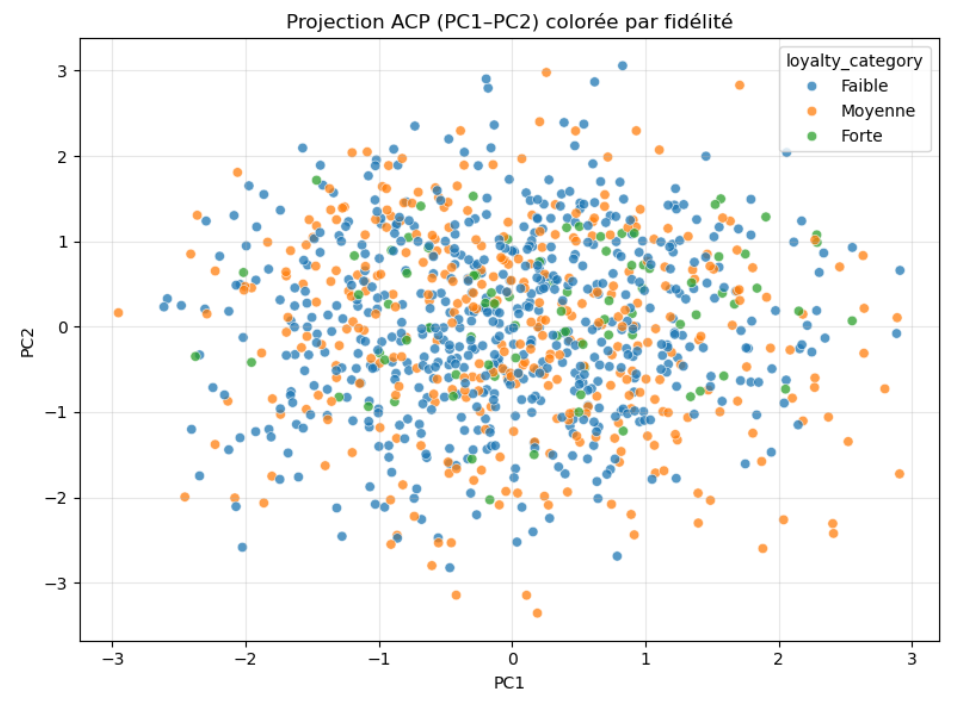 Projection ACP (PC1–PC2) colorée par fidélité
loyalty_category
Faible
Moyenne
Forte
PC2
3
2
1
0
−1
−2
−3
−3
−2
−1
0
1
2
3
PC1